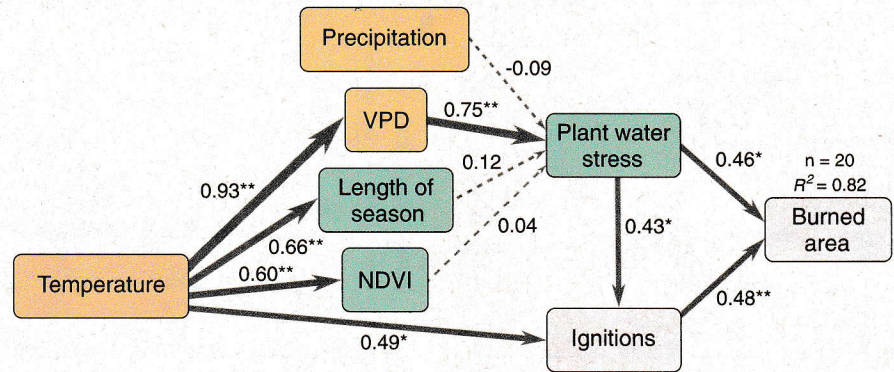 Precipitation
-0.09
VPD
0.75**
Plant water
stress
0.93**
Length of
season
0.12
0.46*
n = 20
R² = 0.82
Burned
area
0.66**
0.04
0.43*
Temperature
0.60**
NDVI
0.48**
0.49*
Ignitions